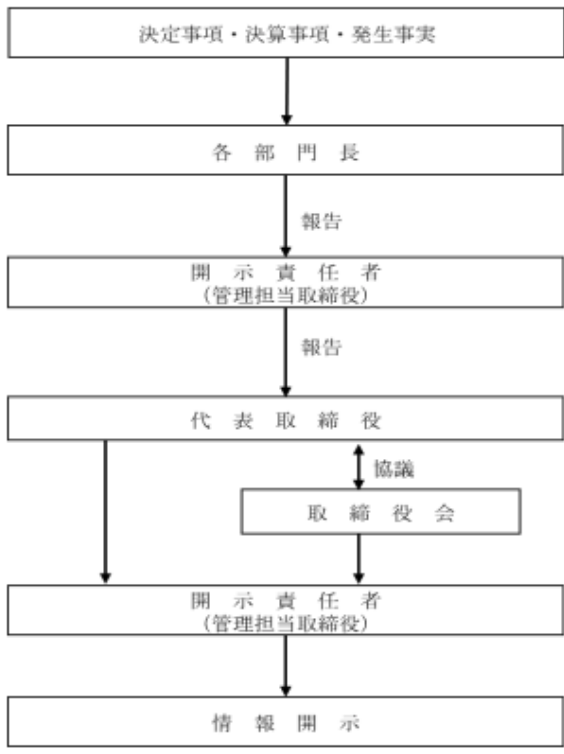 決定事項・決算事項・発生事実
各部門長
報告
開示責任者
（管理担当取締役）
報告
代表取締役
協議
取締役会
開示責任者
（管理担当取締役）
情報開示